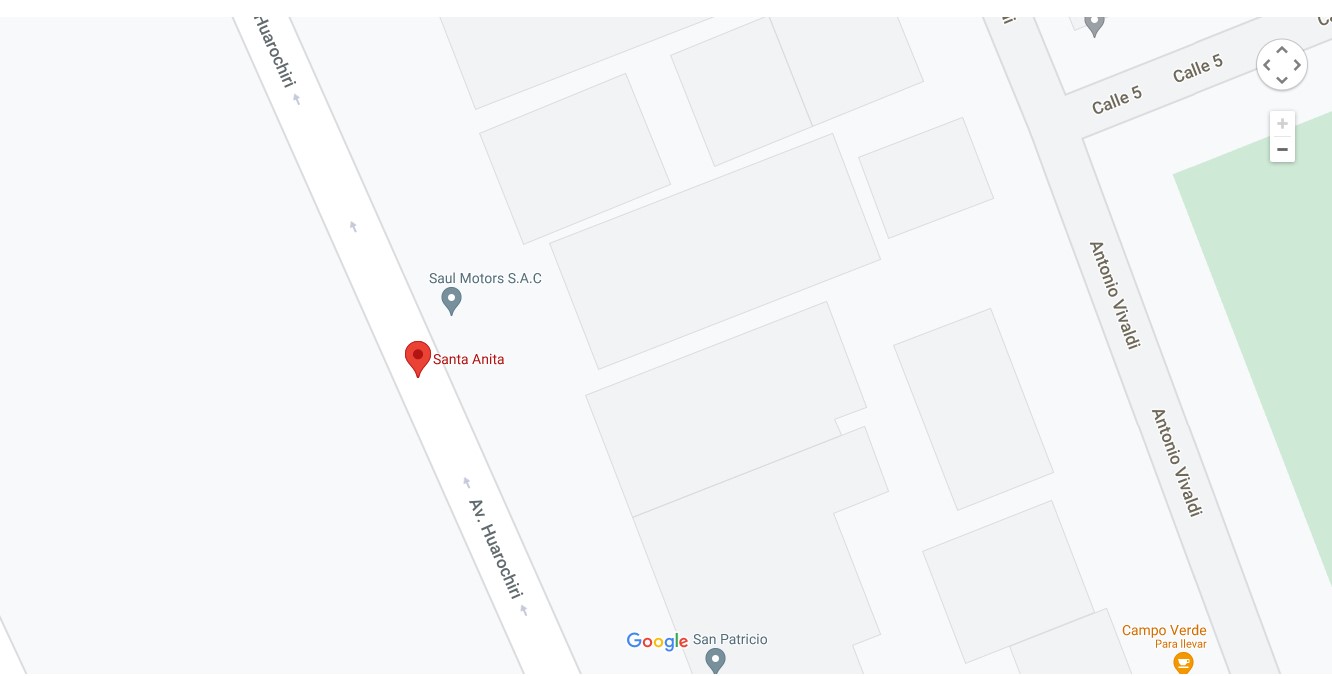 Huarochiri
Calle 5
Calle 5
Antonio Vivaldi
Saul Motors S.A.C
Santa Anita
Antonio Vivaldi
Av. Huarochiri
Campo Verde
Para llevar
Google
San Patricio